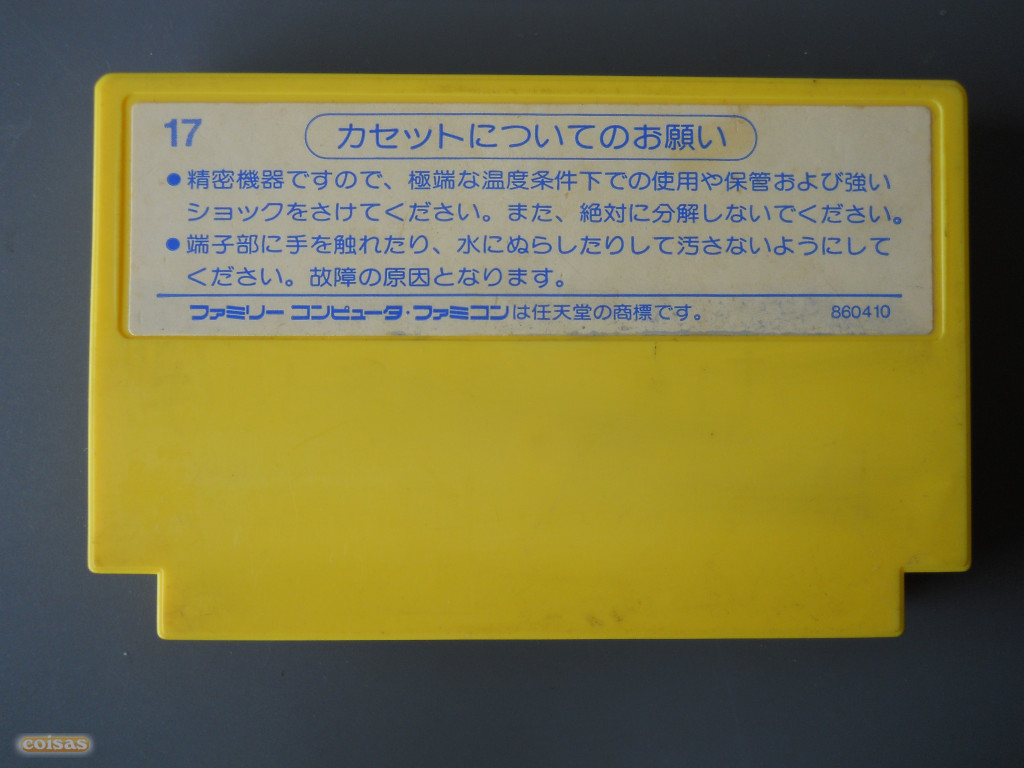 17
カセットについてのお願い
●精密機器ですので、極端な温度条件下での使用や保管および強い
ショックをさけてください。また、絶対に分解しないでください。
●端子部に手を触れたり、水にぬらしたりして汚さないようにして
ください。故障の原因となります。
ファミリー コンピュータ・ファミコンは任天堂の商標です。 860410
coisas